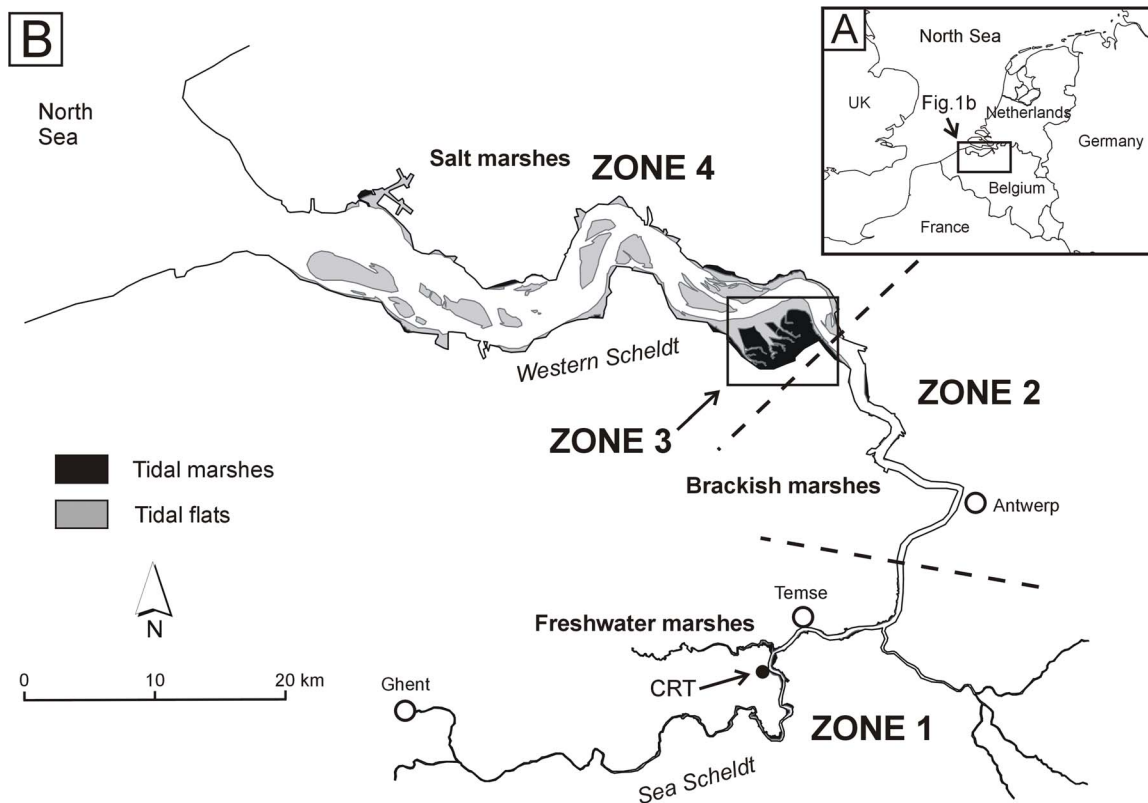 B
North
Sea
Salt marshes
ZONE 4
A
North Sea
UK
Fig.1b
Netherlands
Germany
Belgium
France
Western Scheldt
ZONE 2
ZONE 3
Tidal marshes
Tidal flats
Brackish marshes
Antwerp
N
Temse
Freshwater marshes
0 10 20 km
Ghent
CRT
ZONE 1
Sea Scheldt